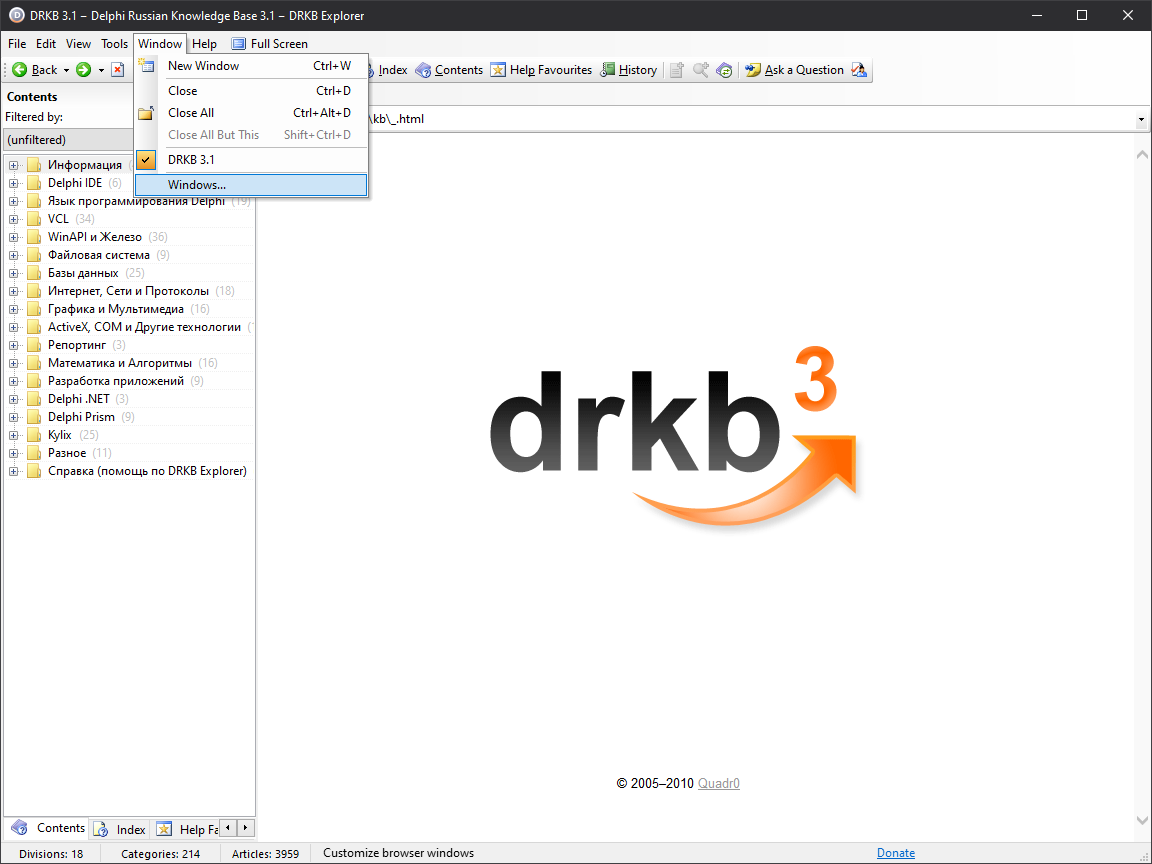 DRKB 3.1 – Delphi Russian Knowledge Base 3.1 – DRKB Explorer
File Edit View Tools Window Help Full Screen
Back Index Contents Help Favourites History Ask a Question
New Window Ctrl+W
Close Ctrl+D
Close All Ctrl+Alt+D
Close All But This Shift+Ctrl+D
DRKB 3.1
Windows...
Contents
Filtered by:
(unfiltered)
\kb\_.html
Информация
Delphi IDE (6)
Язык программирования Delphi (19)
VCL (34)
WinAPI и Железо (36)
Файловая система (9)
Базы данных (25)
Интернет, Сети и Протоколы (18)
Графика и Мультимедиа (16)
ActiveX, COM и Другие технологии
Репортинг (3)
Математика и Алгоритмы (16)
Разработка приложений (9)
Delphi .NET (3)
Delphi Prism (9)
Kylix (25)
Разное (11)
Справка (помощь по DRKB Explorer)
drkb3
© 2005–2010 Quadr0
Contents Index Help Fa
Divisions: 18 Categories: 214 Articles: 3959 Customize browser windows Donate